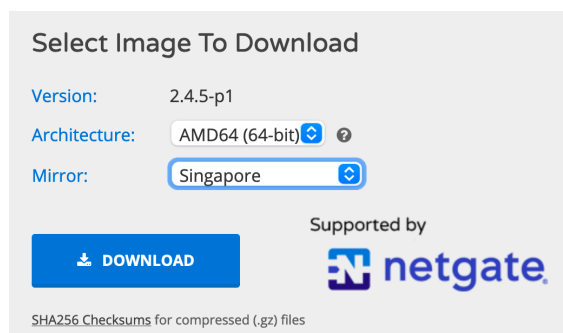 Select Image To Download
Version: 2.4.5-p1
Architecture: AMD64 (64-bit) ?
Mirror: Singapore
Supported by
DOWNLOAD
netgate
SHA256 Checksums for compressed (.gz) files